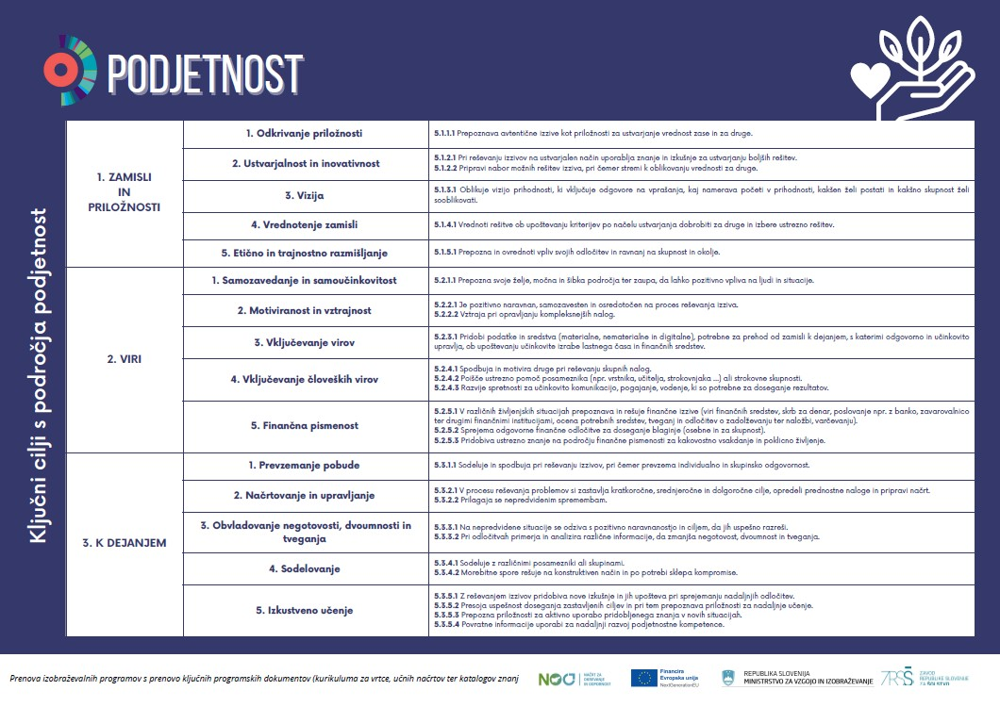 PODJETNOST
Ključni cilji s področja podjetnost
1. ZAMISLI
IN
PRILOŽNOSTI
1. Odkrivanje priložnosti
5.1.1.1 Prepoznava avtentične izzive kot priložnosti za ustvarjanje vrednost zase in za druge.
2. Ustvarjalnost in inovativnost
5.1.2.1 Pri reševanju izzivov na ustvarjalen način uporablja znanje in izkušnje za ustvarjanju boljših rešitev.
5.1.2.2 Pripravi nabor možnih rešitev izziva, pri čemer stremi k oblikovanju vrednosti za druge.
3. Vizija
5.1.3.1 Oblikuje vizijo prihodnosti, ki vključuje odgovore na vprašanja, kaj namerava početi v prihodnosti, kakšen želi postati in kakšno skupnost želi
sooblikovati.
4. Vrednotenje zamisli
5.1.4.1 Vrednoti rešitve ob upoštevanju kriterijev po načelu ustvarjanja dobrobiti za druge in izbere ustrezno rešitev.
5. Etično in trajnostno razmišljanje
5.1.5.1 Prepozna in ovrednoti vpliv svojih odločitev in ravnanj na skupnost in okolje.
2. VIRI
1. Samozavedanje in samoučinkovitost
5.2.1.1 Prepozna svoje želje, močna in šibka področja ter zaupa, da lahko pozitivno vpliva na ljudi in situacije.
2. Motiviranost in vztrajnost
5.2.2.1 Je pozitivno naravnan, samozavesten in osredotočen na proces reševanja izziva.
5.2.2.2 Vztraja pri opravljanju kompleksnejših nalog.
3. Vključevanje virov
5.2.3.1 Pridobi podatke in sredstva (materialne, nematerialne in digitalne), potrebne za prehod od zamisli k dejanjem, s katerimi odgovorno in učinkovito
upravlja, ob upoštevanju učinkovite izrabe lastnega časa in finančnih sredstev.
4. Vključevanje človeških virov
5.2.4.1 Spodbuja in motivira druge pri reševanju skupnih nalog.
5.2.4.2 Poišče ustrezno pomoč posameznika (npr. vrstnika, učitelja, strokovnjaka ...) ali strokovne skupnosti.
5.2.4.3 Razvije spretnosti za učinkovito komunikacijo, pogajanje, vodenje, ki so potrebne za doseganje rezultatov.
5. Finančna pismenost
5.2.5.1 V različnih življenjskih situacijah prepoznava in rešuje finančne izzive (viri finančnih sredstev, skrb za denar, poslovanje npr. z banko, zavarovalnico
ter drugimi finančnimi institucijami, ocena potrebnih sredstev, tveganj in odločitev o zadolževanju ter naložbi, varčevanju).
5.2.5.2 Sprejema odgovorne finančne odločitve za doseganje blaginje (osebne in za skupnost).
5.2.5.3 Pridobiva ustrezno znanje na področju finančne pismenosti za kakovostno vsakdanje in poklicno življenje.
3. K DEJANJEM
1. Prevzemanje pobude
5.3.1.1 Sodeluje in spodbuja pri reševanju izzivov, pri čemer prevzema individualno in skupinsko odgovornost.
2. Načrtovanje in upravljanje
5.3.2.1 V procesu reševanja problemov si zastavlja kratkoročne, srednjeročne in dolgoročne cilje, opredeli prednostne naloge in pripravi načrt.
5.3.2.2 Prilagaja se nepredvidenim spremembam.
3. Obvladovanje negotovosti, dvoumnosti in
tveganja
5.3.3.1 Na nepredvidene situacije se odziva s pozitivno naravnanostjo in ciljem, da jih uspešno razreši.
5.3.3.2 Pri odločitvah primerja in analizira različne informacije, da zmanjša negotovost, dvoumnost in tveganja.
4. Sodelovanje
5.3.4.1 Sodeluje z različnimi posamezniki ali skupinami.
5.3.4.2 Morebitne spore rešuje na konstruktiven način in po potrebi sklepa kompromise.
5. Izkustveno učenje
5.3.5.1 Z reševanjem izzivov pridobiva nove izkušnje in jih upošteva pri sprejemanju nadaljnjih odločitev.
5.3.5.2 Presoja uspešnost doseganja zastavljenih ciljev in pri tem prepoznava priložnosti za nadaljnje učenje.
5.3.5.3 Prepozna priložnosti za aktivno uporabo pridobljenega znanja v novih situacijah.
5.3.5.4 Povratne informacije uporabi za nadaljnji razvoj podjetnostne kompetence.
Prenova izobraževalnih programov s prenovo ključnih programskih dokumentov (kurikuluma za vrtce, učnih načrtov ter katalogov znanj
NOO
NAČRT ZA
OKREVANJE
IN ODPORNOST
Financira
Evropska unija
NextGenerationEU
REPUBLIKA SLOVENIJA
MINISTRSTVO ZA VZGOJO IN IZOBRAŽEVANJE
ZRSŠ
ZAVOD
REPUBLIKE SLOVENIJE
ZA ŠOLSTVO